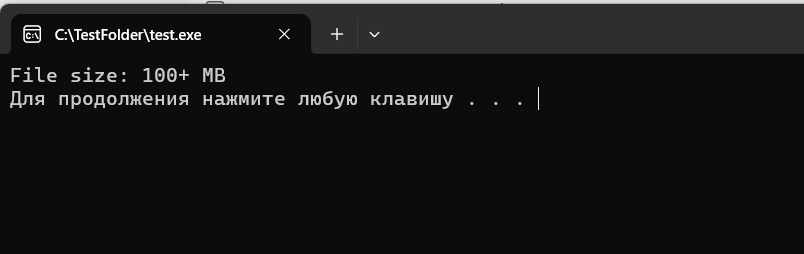 C:\TestFolder\test.exe
File size: 100+ MB
Для продолжения нажмите любую клавишу . . .